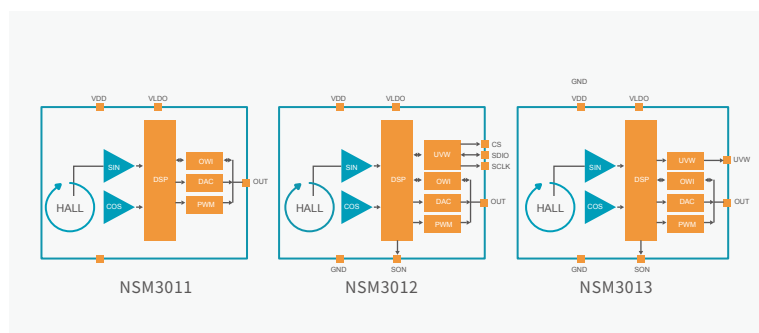 GND
VDD VLDO
VDD VLDO
VDD VLDO
SIN
COS
HALL
DSP
OWI
DAC
PWM
OUT
SIN
COS
HALL
DSP
UVW
OWI
DAC
PWM
CS
SDIO
SCLK
OUT
GND SON
SIN
COS
HALL
DSP
UVW
OWI
DAC
PWM
UVW
OUT
GND SON
NSM3011
NSM3012
NSM3013